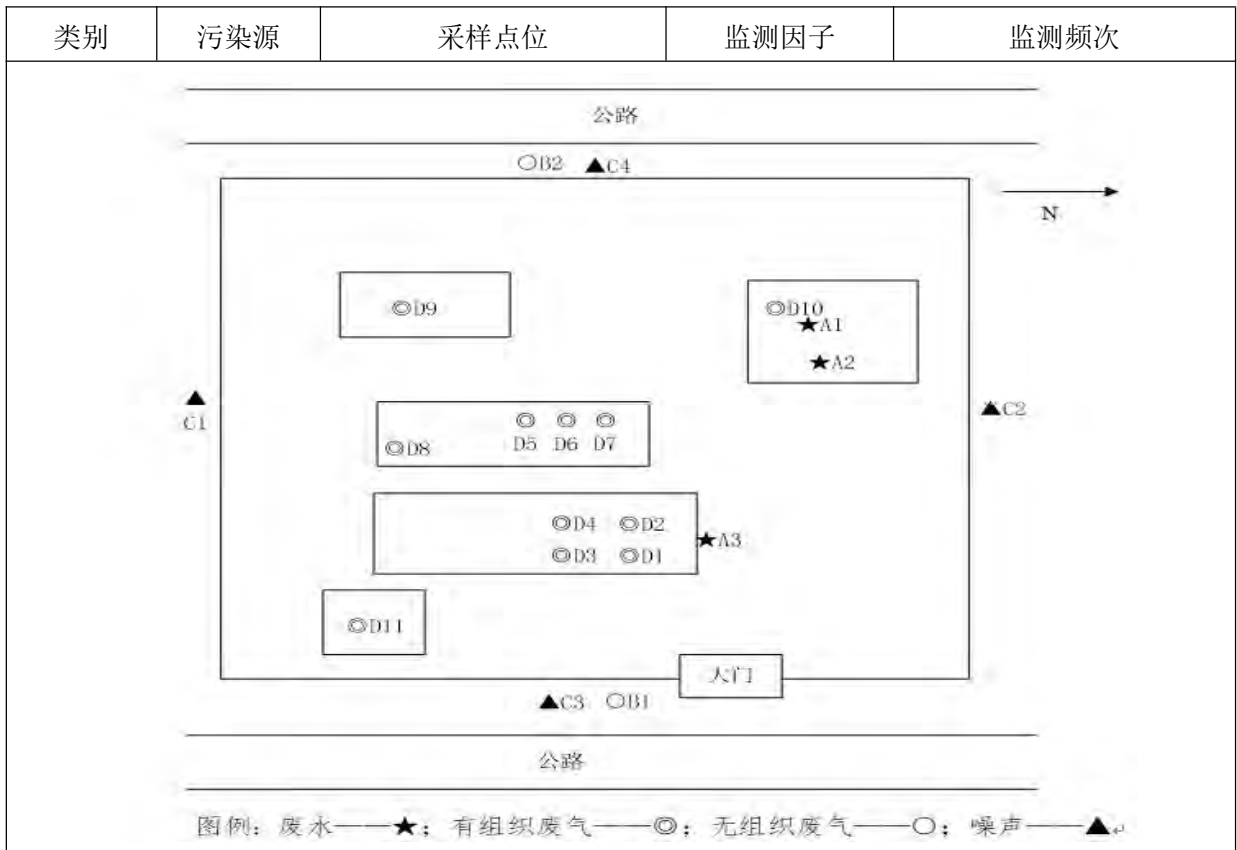 类别 污染源 采样点位 监测因子 监测频次
公路
○B2 ▲C4
N
◎D9
◎D10
★A1
★A2
▲
C1
▲C2
◎ ◎ ◎
◎D8 D5 D6 D7
◎D4 ◎D2
★A3
◎D3 ◎D1
◎D11
大门
▲C3 ○B1
公路
图例：废水——★；有组织废气——◎；无组织废气——○；噪声——▲